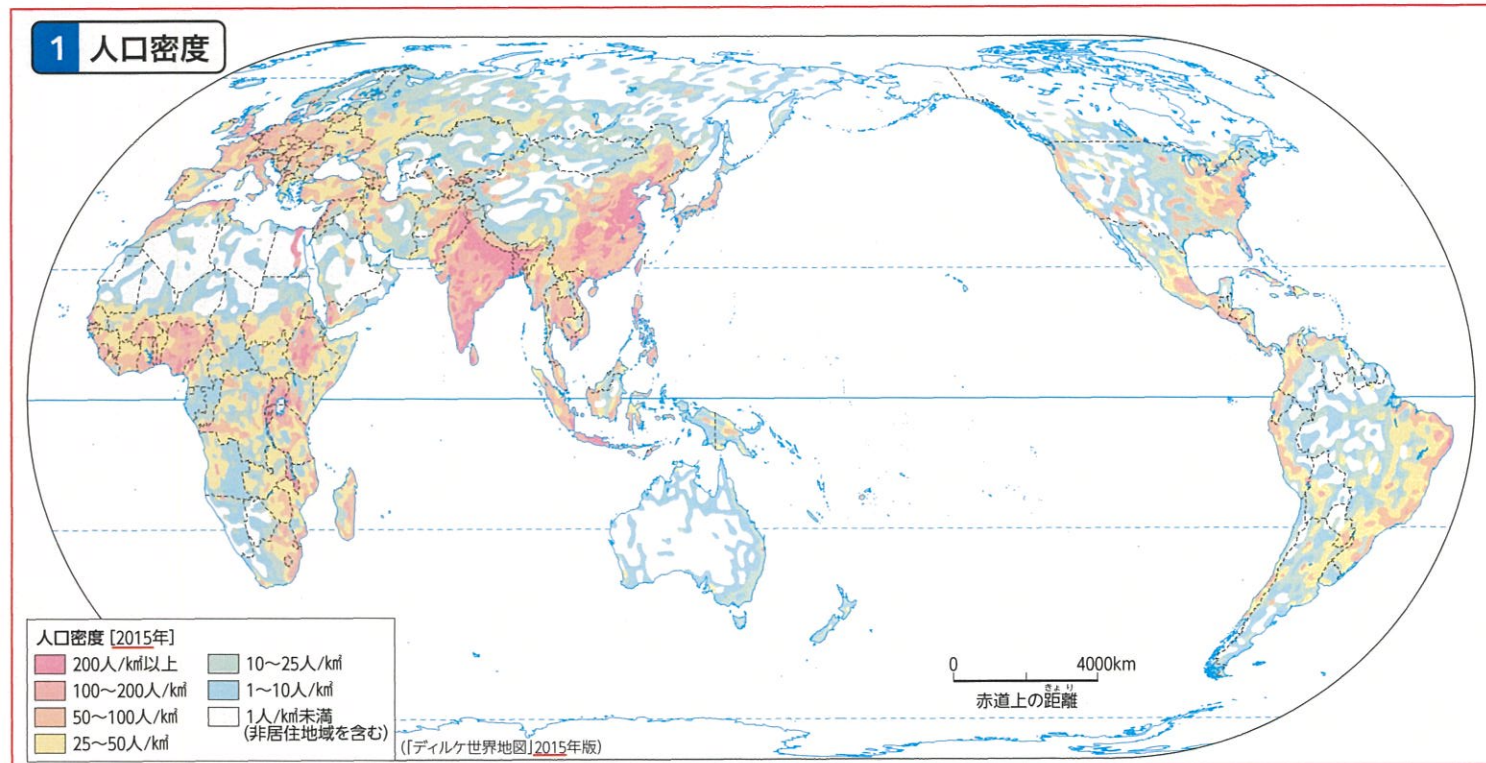 1 人口密度
人口密度 [2015年]
200人/㎢以上
100～200人/㎢
50～100人/㎢
25～50人/㎢
10～25人/㎢
1～10人/㎢
1人/㎢未満
(非居住地域を含む)
(「ディルケ世界地図」2015年版)
0 4000km
きょり
赤道上の距離